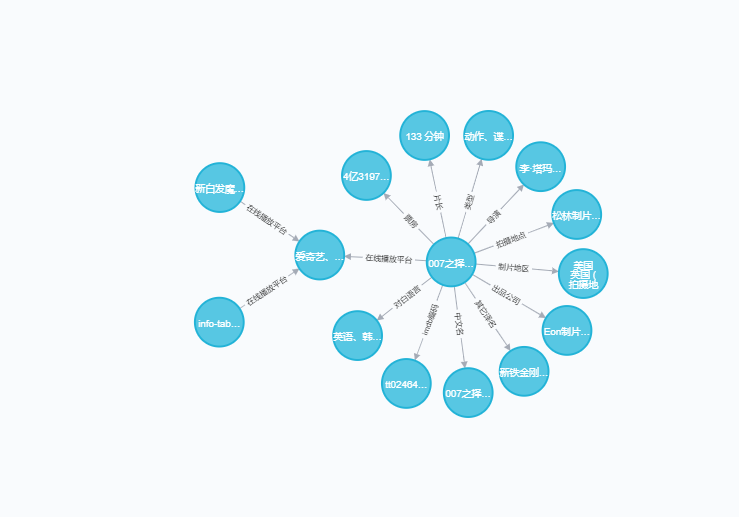 133 分钟
动作、谍…
4亿3197…
李·塔玛…
新白发魔…
片长
类型
导演
票房
松林制片…
在线播放平台
拍摄地点
爱奇艺、…
在线播放平台
007之择…
制片地区
美国
英国 (
拍摄地
在线播放平台
对白语言
imdb编码
中文名
其它译名
出品公司
info-tab…
英语、韩…
Eon制片…
新铁金刚…
tt02464…
007之择…